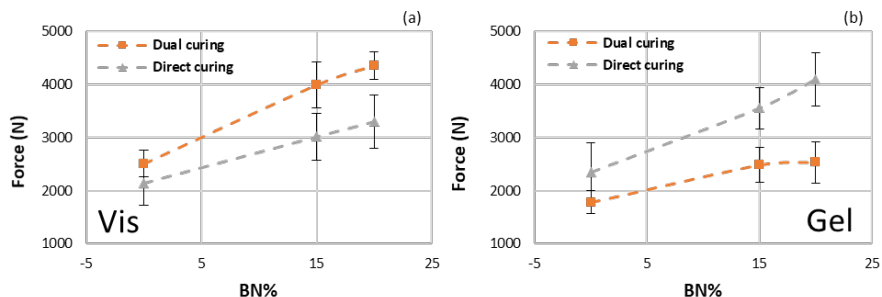 (a)
5000
4000
3000
2000
1000
Force (N)
Dual curing
Direct curing
Vis
-5
5
15
25
BN%
(b)
5000
4000
3000
2000
1000
Force (N)
Dual curing
Direct curing
Gel
-5
5
15
25
BN%